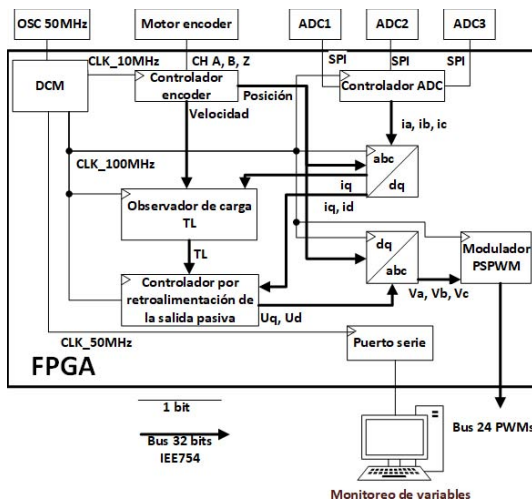 OSC 50MHz
Motor encoder
ADC1
ADC2
ADC3
CLK_10MHz
CH A, B, Z
SPI
SPI
SPI
DCM
Controlador
encoder
Posición
Controlador ADC
Velocidad
ia, ib, ic
CLK_100MHz
abc
dq
iq
iq, id
Observador de carga
TL
TL
dq
abc
Modulador
PSPWM
Controlador por
retroalimentación de
la salida pasiva
Uq, Ud
Va, Vb, Vc
CLK_50MHz
Puerto serie
FPGA
1 bit
Bus 32 bits
IEE754
Bus 24 PWMs
Monitoreo de variables